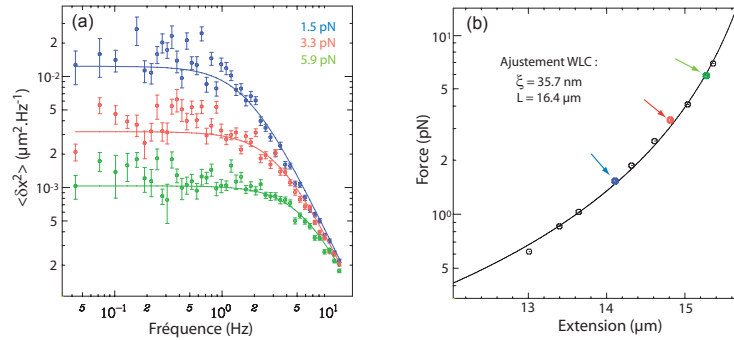 (a)
1.5 pN
3.3 pN
5.9 pN
2
10⁻²
5
2
10⁻³
5
2
<δx²> (µm².Hz⁻¹)
5 10⁻¹ 2 5 10⁰ 2 5 10¹
Fréquence (Hz)
(b)
Ajustement WLC :
ξ = 35.7 nm
L = 16.4 µm
10¹
5
2
10⁰
5
Force (pN)
13 14 15
Extension (µm)